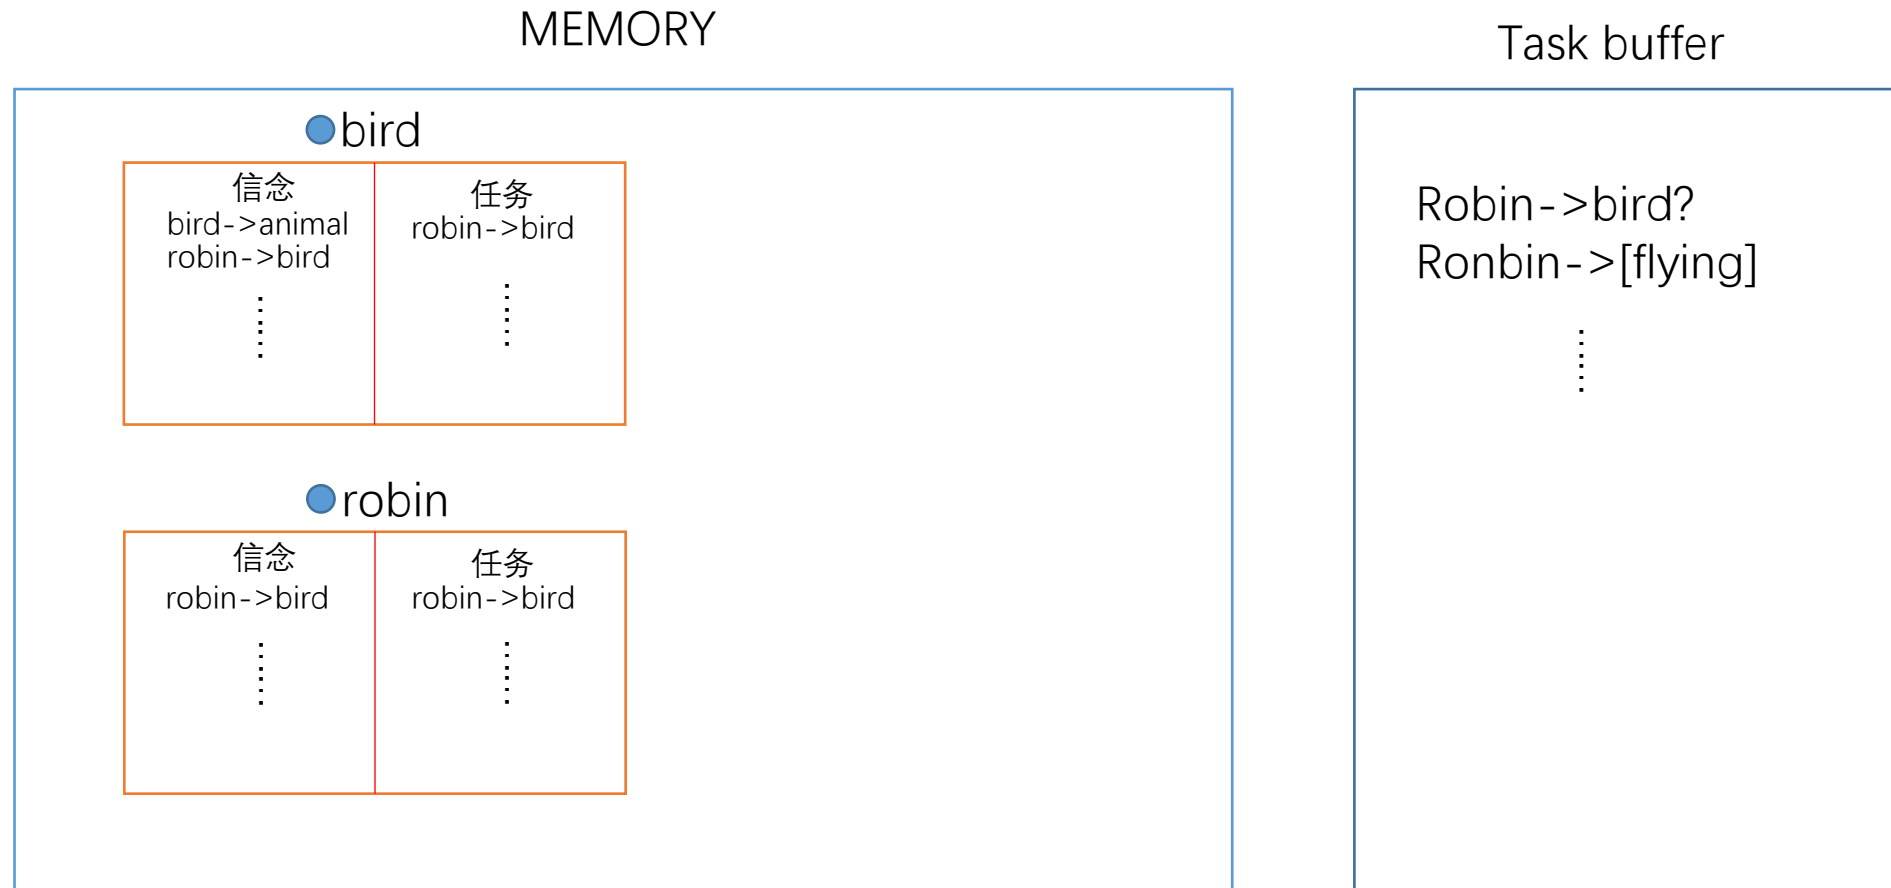 MEMORY
Task buffer
bird
信念
bird->animal
robin->bird
任务
robin->bird
robin
信念
robin->bird
任务
robin->bird
Robin->bird?
Ronbin->[flying]